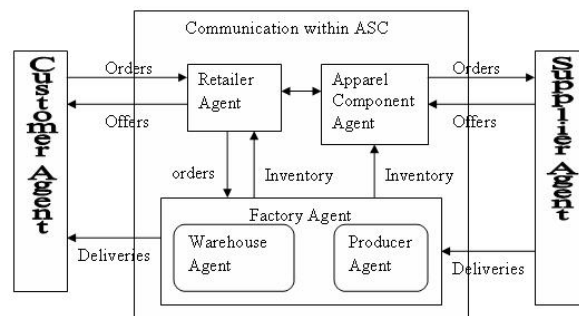 Communication within ASC
Customer Agent
Orders
Offers
Retailer
Agent
Apparel
Component
Agent
Orders
Offers
Supplier Agent
orders
Inventory
Inventory
Factory Agent
Warehouse
Agent
Producer
Agent
Deliveries
Deliveries